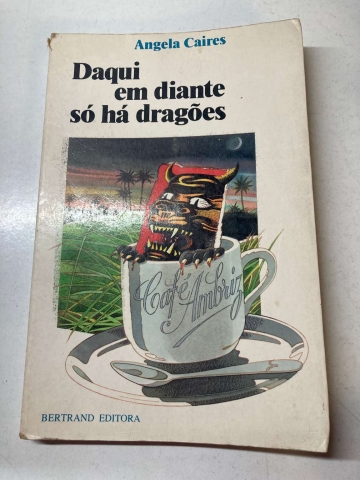 Angela Caires
Daqui
em diante
só há dragões
Café
Ambriz
BERTRAND EDITORA